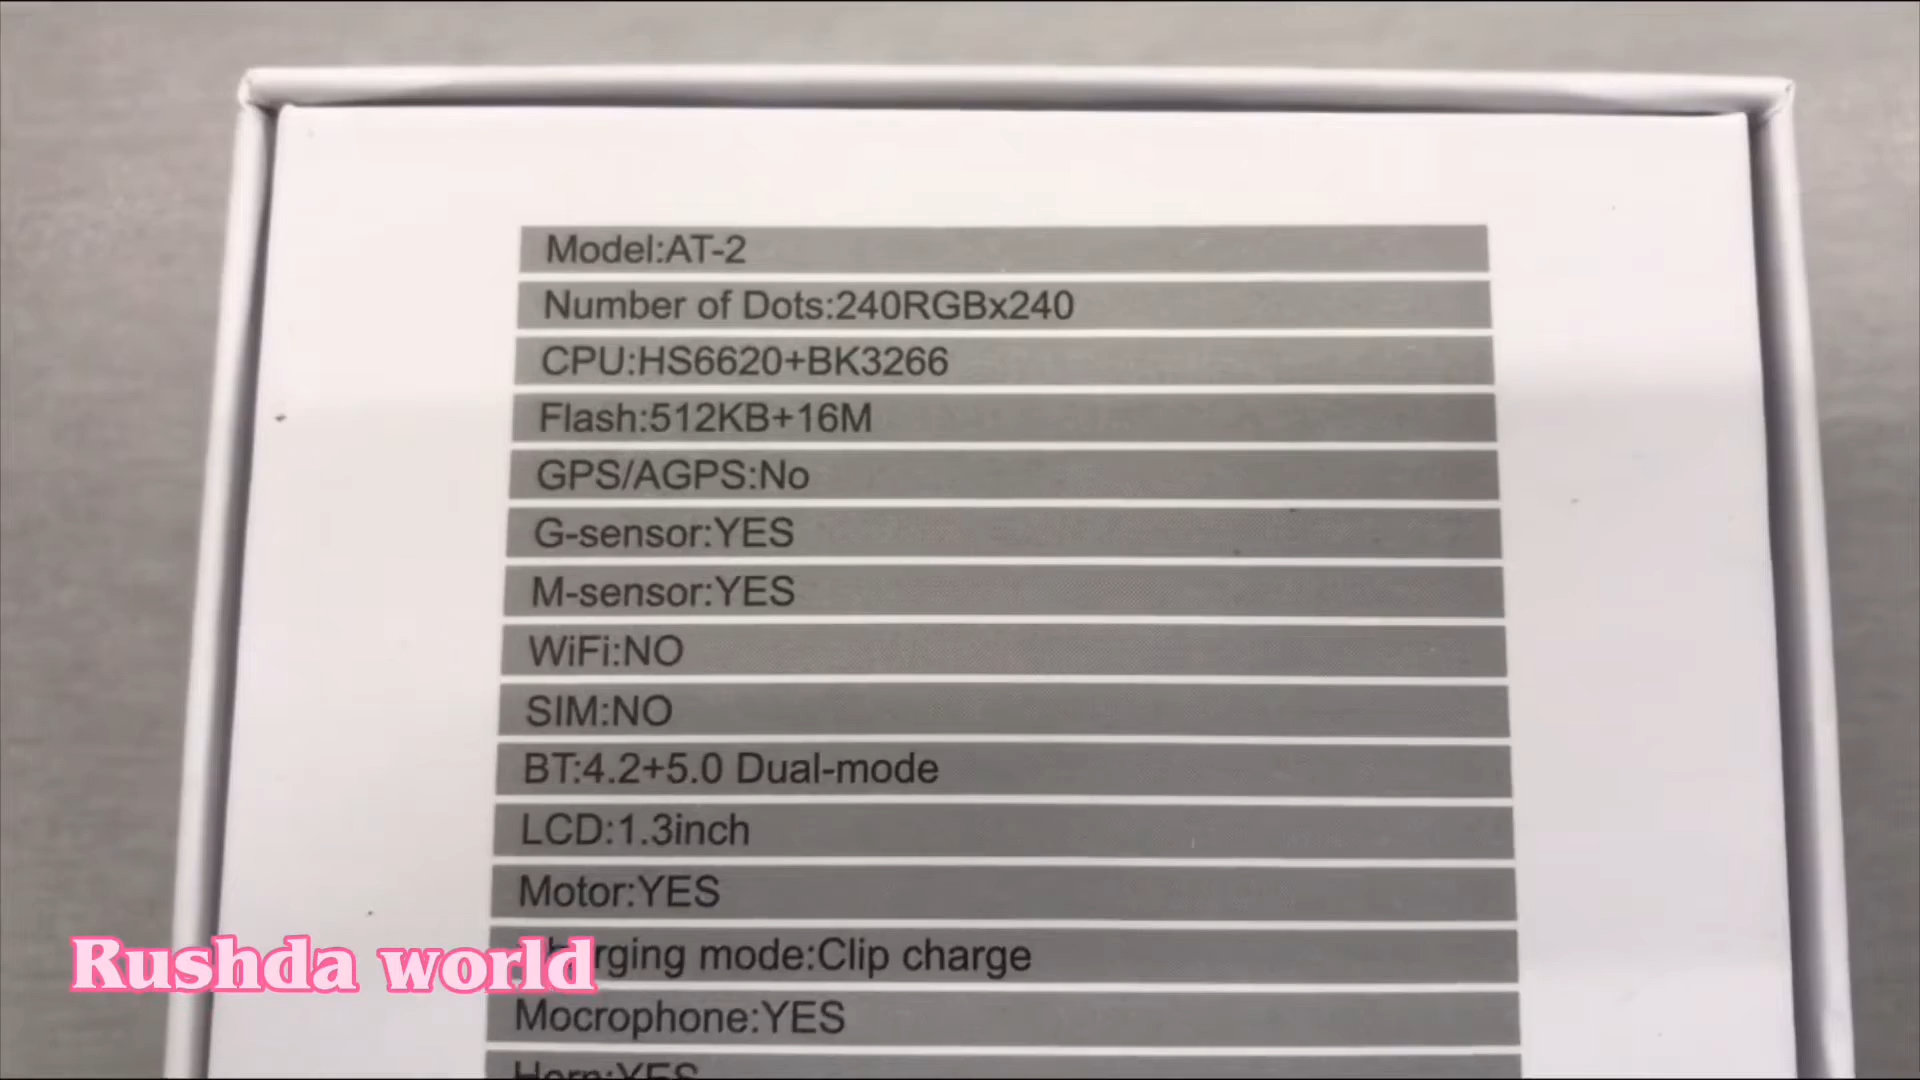 Model:AT-2
Number of Dots:240RGBx240
CPU:HS6620+BK3266
Flash:512KB+16M
GPS/AGPS:No
G-sensor:YES
M-sensor:YES
WiFi:NO
SIM:NO
BT:4.2+5.0 Dual-mode
LCD:1.3inch
Motor:YES
mode:Clip charge
Mocrophone:YES
Horn:YES
Rushda world